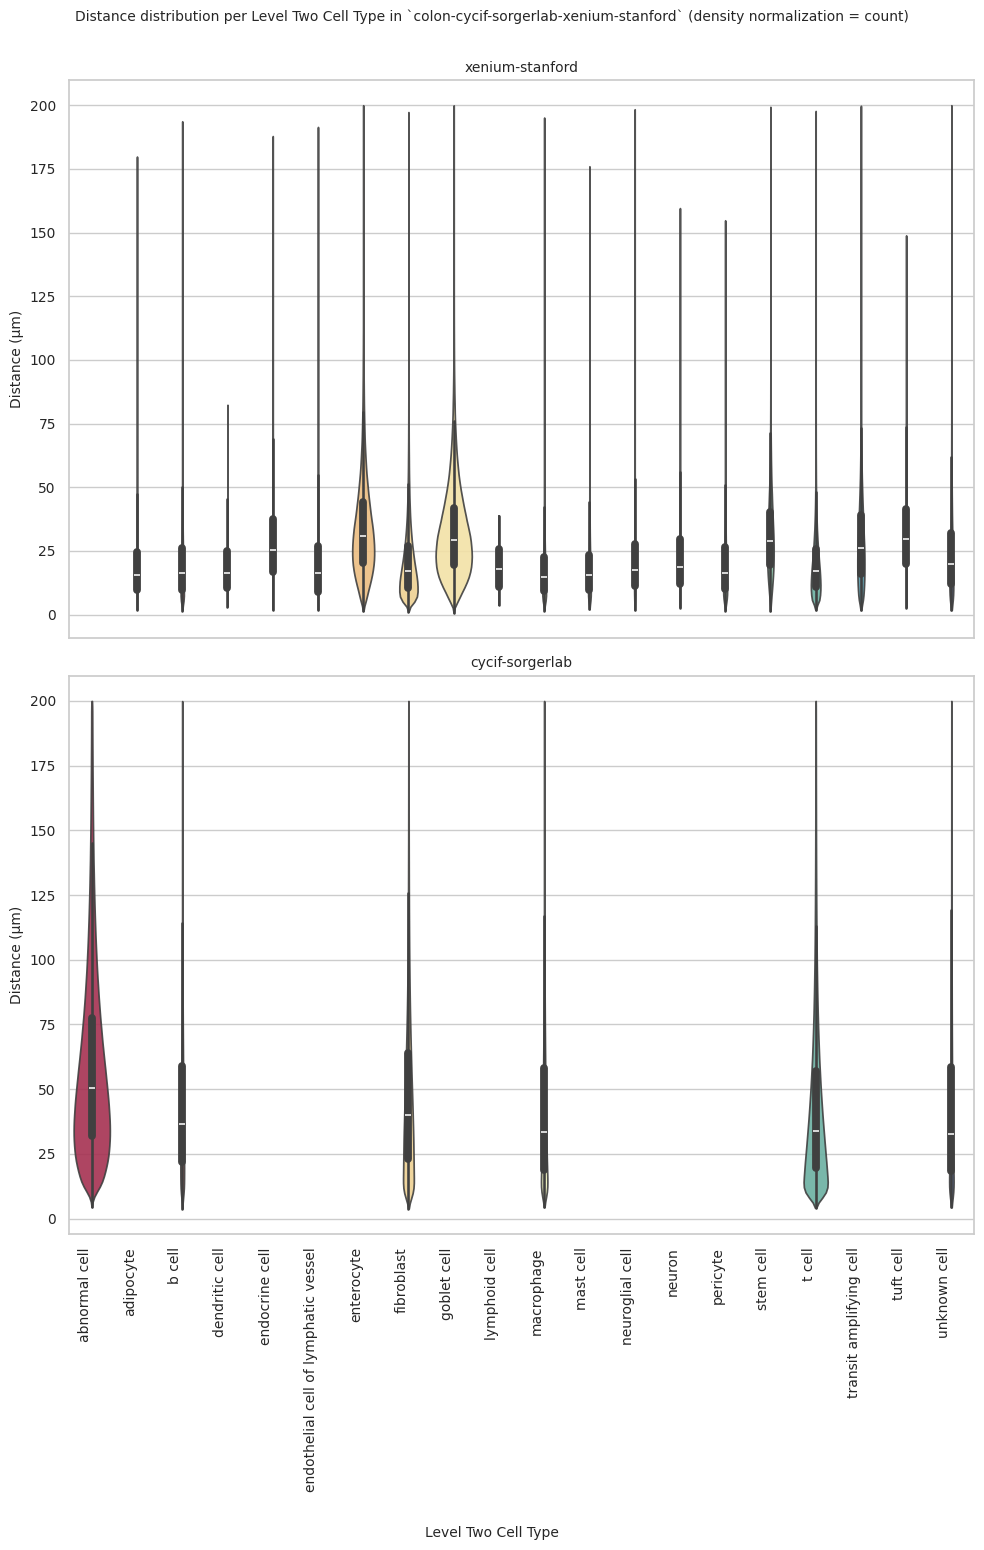 Distance distribution per Level Two Cell Type in `colon-cycif-sorgerlab-xenium-stanford` (density normalization = count)
xenium-stanford
200
175
150
125
100
75
50
25
0
Distance (µm)
cycif-sorgerlab
200
175
150
125
100
75
50
25
0
Distance (µm)
abnormal cell
adipocyte
b cell
dendritic cell
endocrine cell
endothelial cell of lymphatic vessel
enterocyte
fibroblast
goblet cell
lymphoid cell
macrophage
mast cell
neuroglial cell
neuron
pericyte
stem cell
t cell
transit amplifying cell
tuft cell
unknown cell
Level Two Cell Type